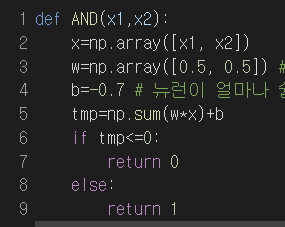 1 def AND(x1,x2):
2     x=np.array([x1, x2])
3     w=np.array([0.5, 0.5]) #
4     b=-0.7 # 뉴런이 얼마나
5     tmp=np.sum(w*x)+b
6     if tmp<=0:
7         return 0
8     else:
9         return 1